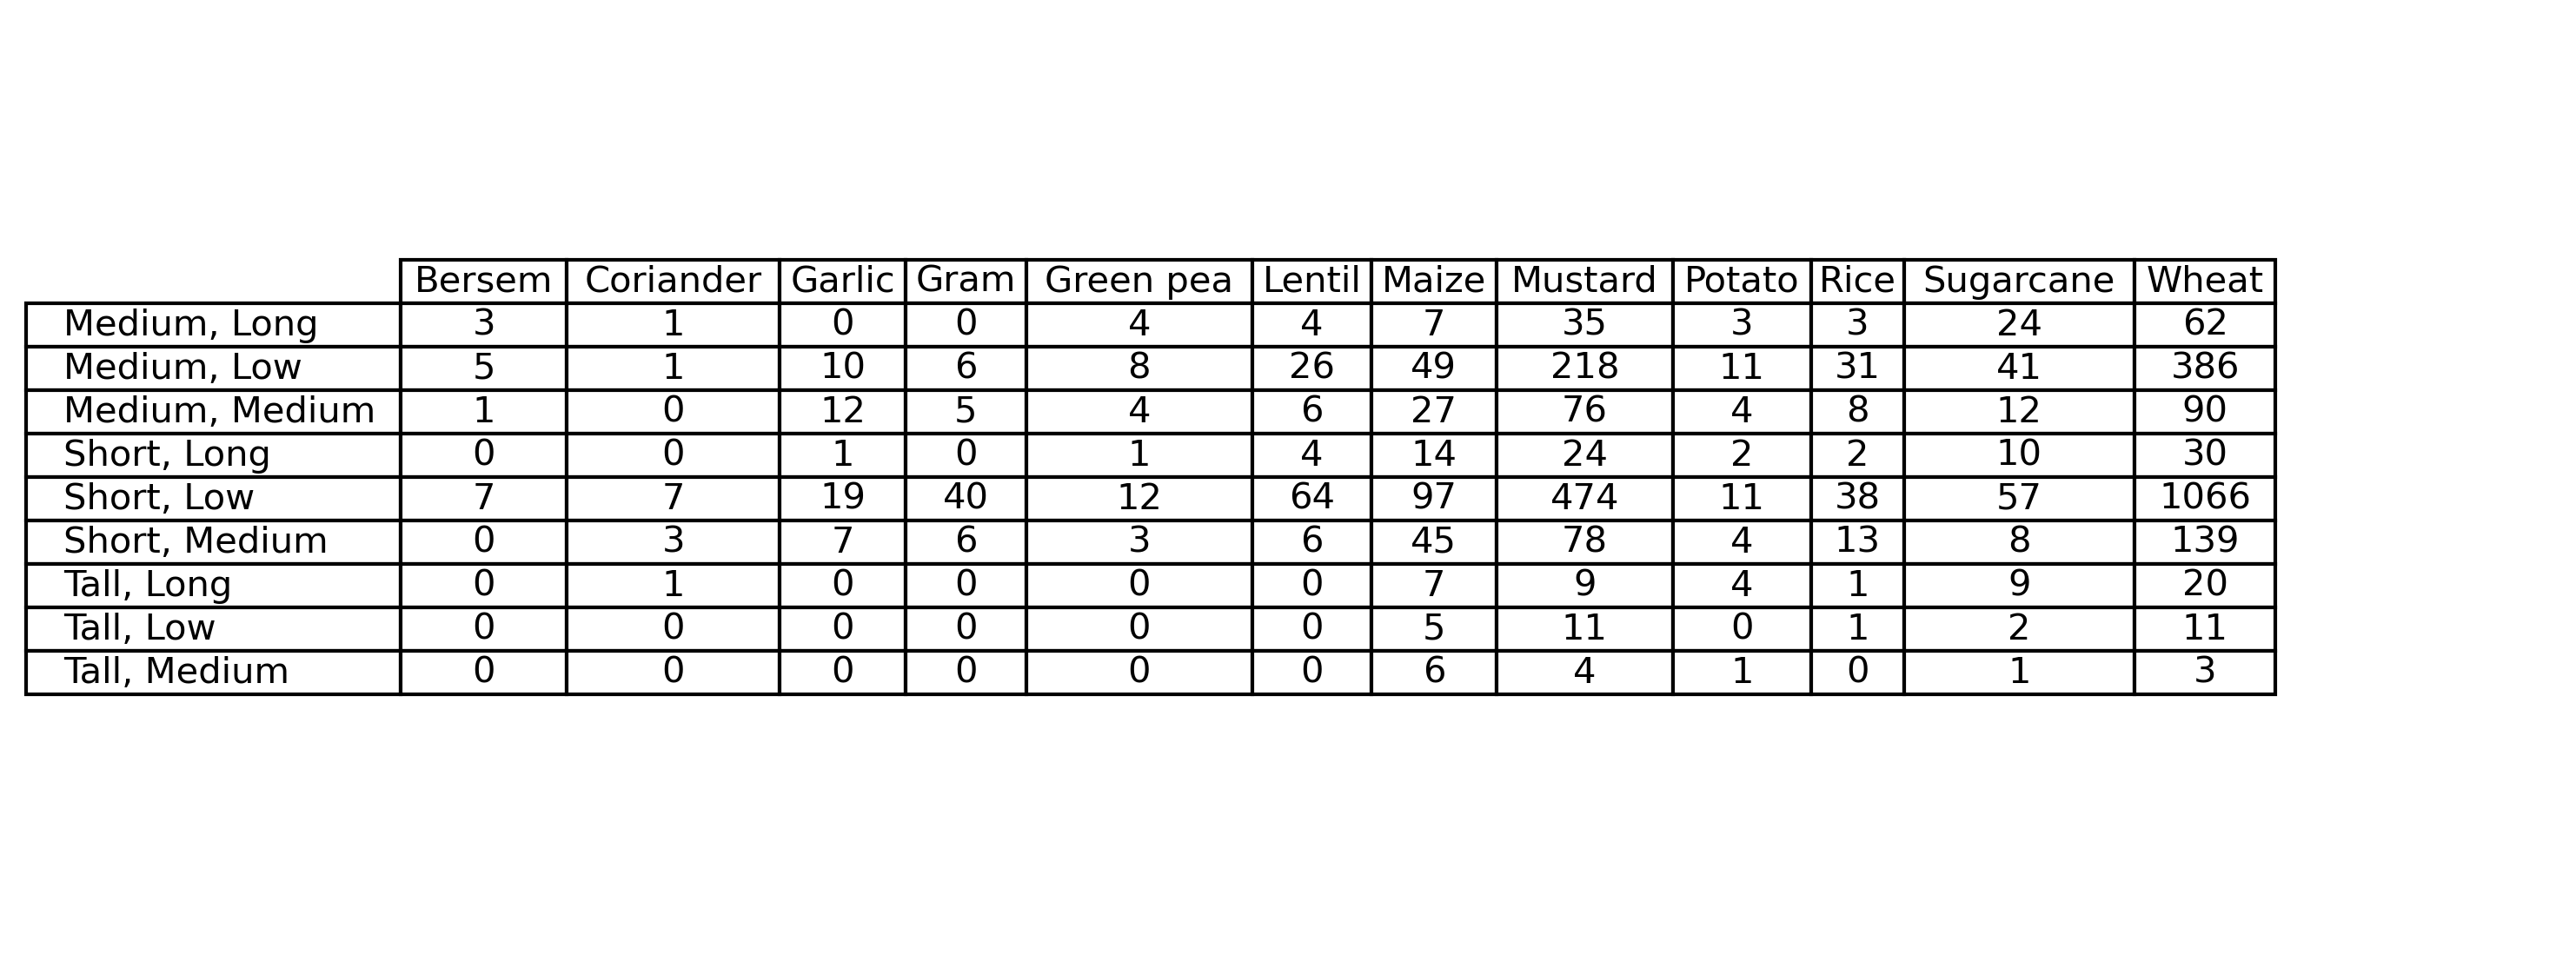 Bersem Coriander Garlic Gram Green pea Lentil Maize Mustard Potato Rice Sugarcane Wheat
Medium, Long 3 1 0 0 4 4 7 35 3 3 24 62
Medium, Low 5 1 10 6 8 26 49 218 11 31 41 386
Medium, Medium 1 0 12 5 4 6 27 76 4 8 12 90
Short, Long 0 0 1 0 1 4 14 24 2 2 10 30
Short, Low 7 7 19 40 12 64 97 474 11 38 57 1066
Short, Medium 0 3 7 6 3 6 45 78 4 13 8 139
Tall, Long 0 1 0 0 0 0 7 9 4 1 9 20
Tall, Low 0 0 0 0 0 0 5 11 0 1 2 11
Tall, Medium 0 0 0 0 0 0 6 4 1 0 1 3